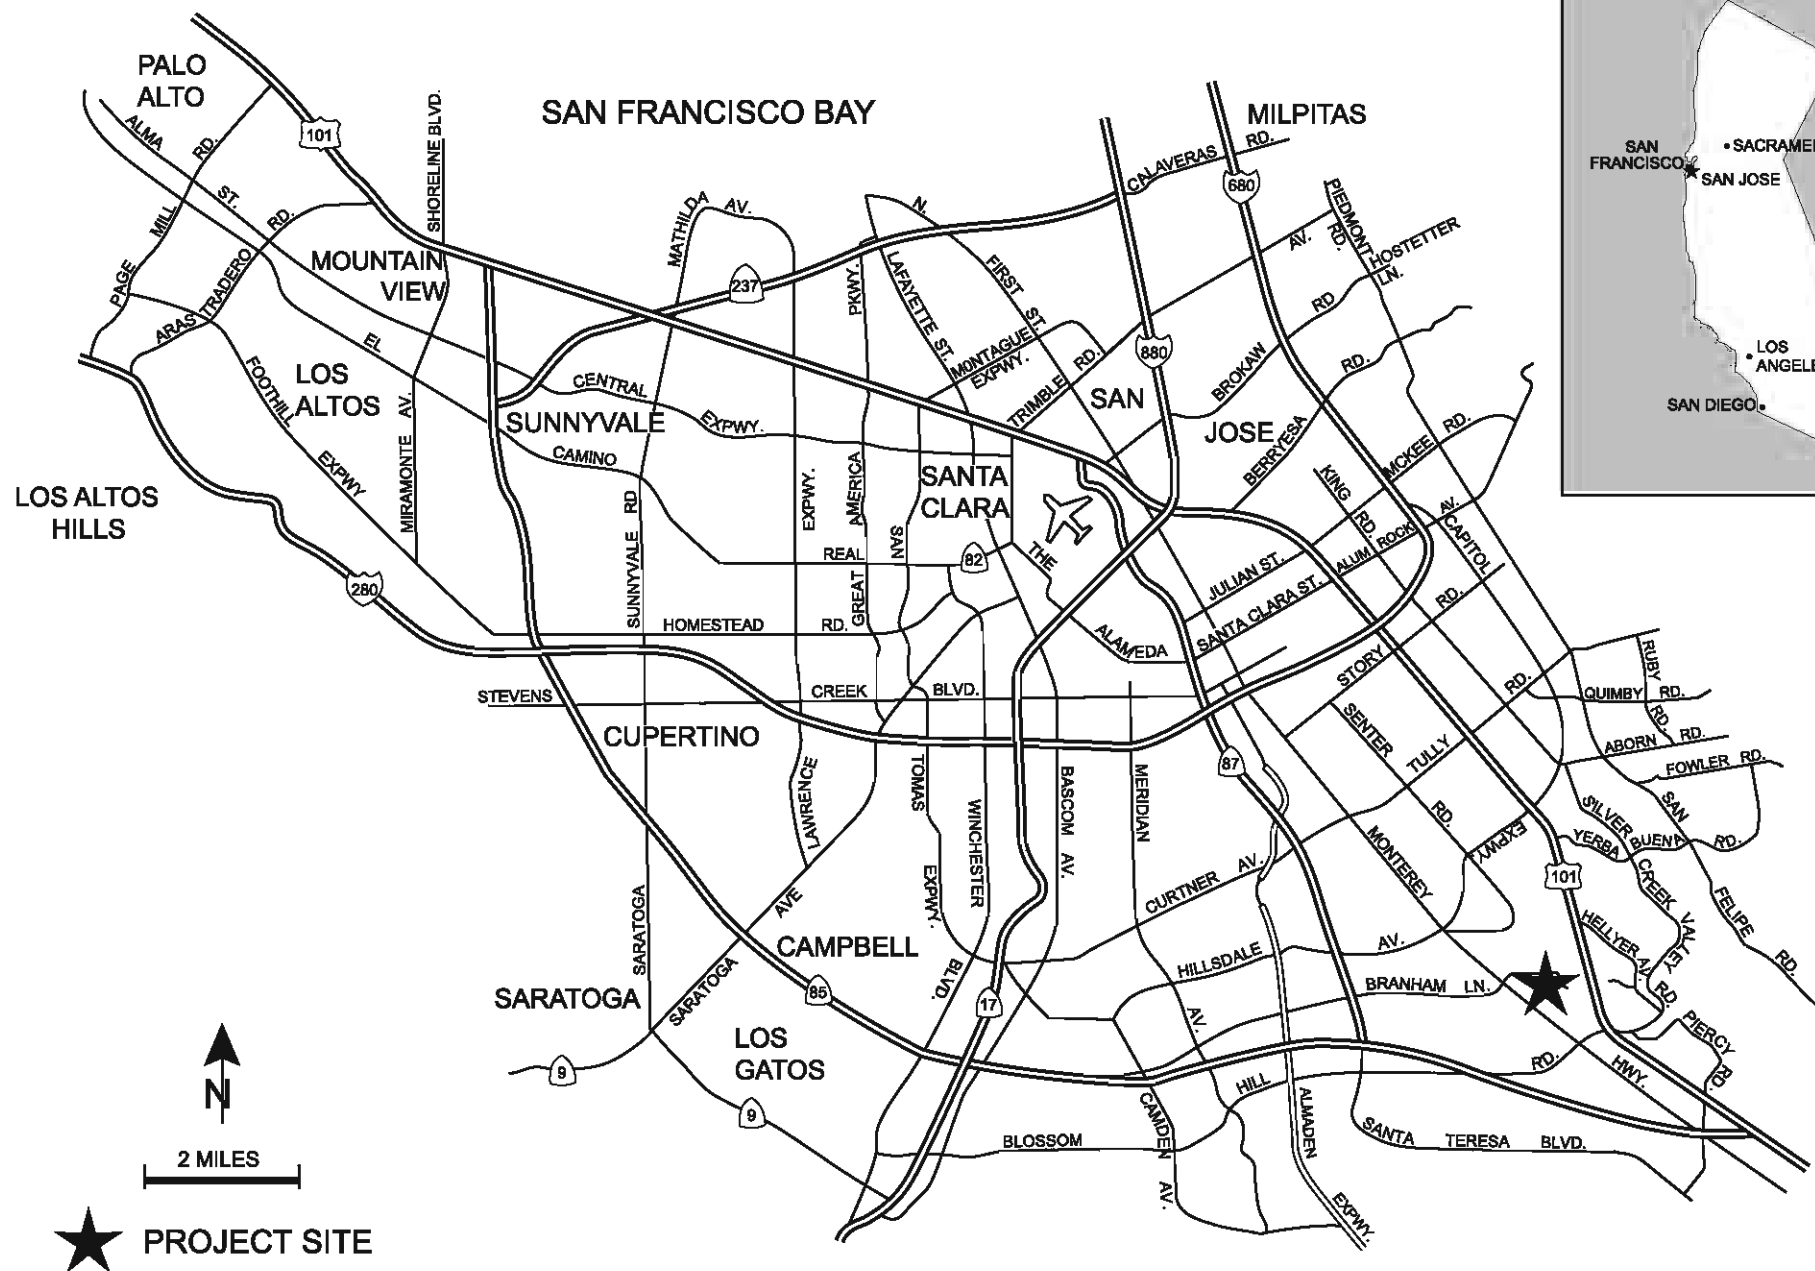 PALO
ALTO
SAN FRANCISCO BAY
MILPITAS
101
ALMA
ST.
PAGE
MILL
RD.
ARAS TRADERO
RD.
SHORELINE BLVD.
MOUNTAIN
VIEW
MATHILDA
AV.
237
N.
FIRST
ST.
CALAVERAS
RD.
680
PIEDMONT
RD.
HOSTETTER
LN.
AV.
LAFAYETTE
ST.
PKWY.
MONTAGUE
EXPWY.
TRIMBLE
RD.
880
BROKAW
RD
BERRYESA
RD.
SAN
JOSE
LOS
ALTOS
FOOTHILL
EXPWY
MIRAMONTE
AV.
EL
CAMINO
REAL
CENTRAL
EXPWY.
SUNNYVALE
SANTA
CLARA
LOS ALTOS
HILLS
280
SUNNYVALE
RD
EXPWY.
AMERICA
GREAT
SAN
82
THE
ALAMEDA
KING
RD.
MCKEE
RD.
JULIAN ST.
SANTA CLARA ST.
ALUM ROCK
AV.
CAPITOL
HOMESTEAD
RD.
STEVENS
CREEK
BLVD.
CUPERTINO
STORY
RD.
SENTER
RD.
TULLY
RD.
RUBY
RD.
QUIMBY
RD.
ABORN
RD.
FOWLER
RD.
SILVER
CREEK
VALLEY
RD.
YERBA
BUENA
RD.
SAN
FELIPE
RD.
87
LAWRENCE
TOMAS
EXPWY.
WINCHESTER
BLVD.
BASCOM
AV.
MERIDIAN
AV.
CURTNER
AV.
MONTEREY
HWY.
EXPWY
101
HELLYER
AV.
HILLSDALE
AV.
BRANHAM
LN.
PIERCY
RD.
SARATOGA
SARATOGA
AVE
SARATOGA
CAMPBELL
85
17
LOS
GATOS
9
9
BLOSSOM
HILL
RD.
CAMDEN
AV.
ALMADEN
EXPWY.
SANTA
TERESA
BLVD.
N
2 MILES
PROJECT SITE
SAN
FRANCISCO
SACRAME
SAN JOSE
LOS
ANGELE
SAN DIEGO